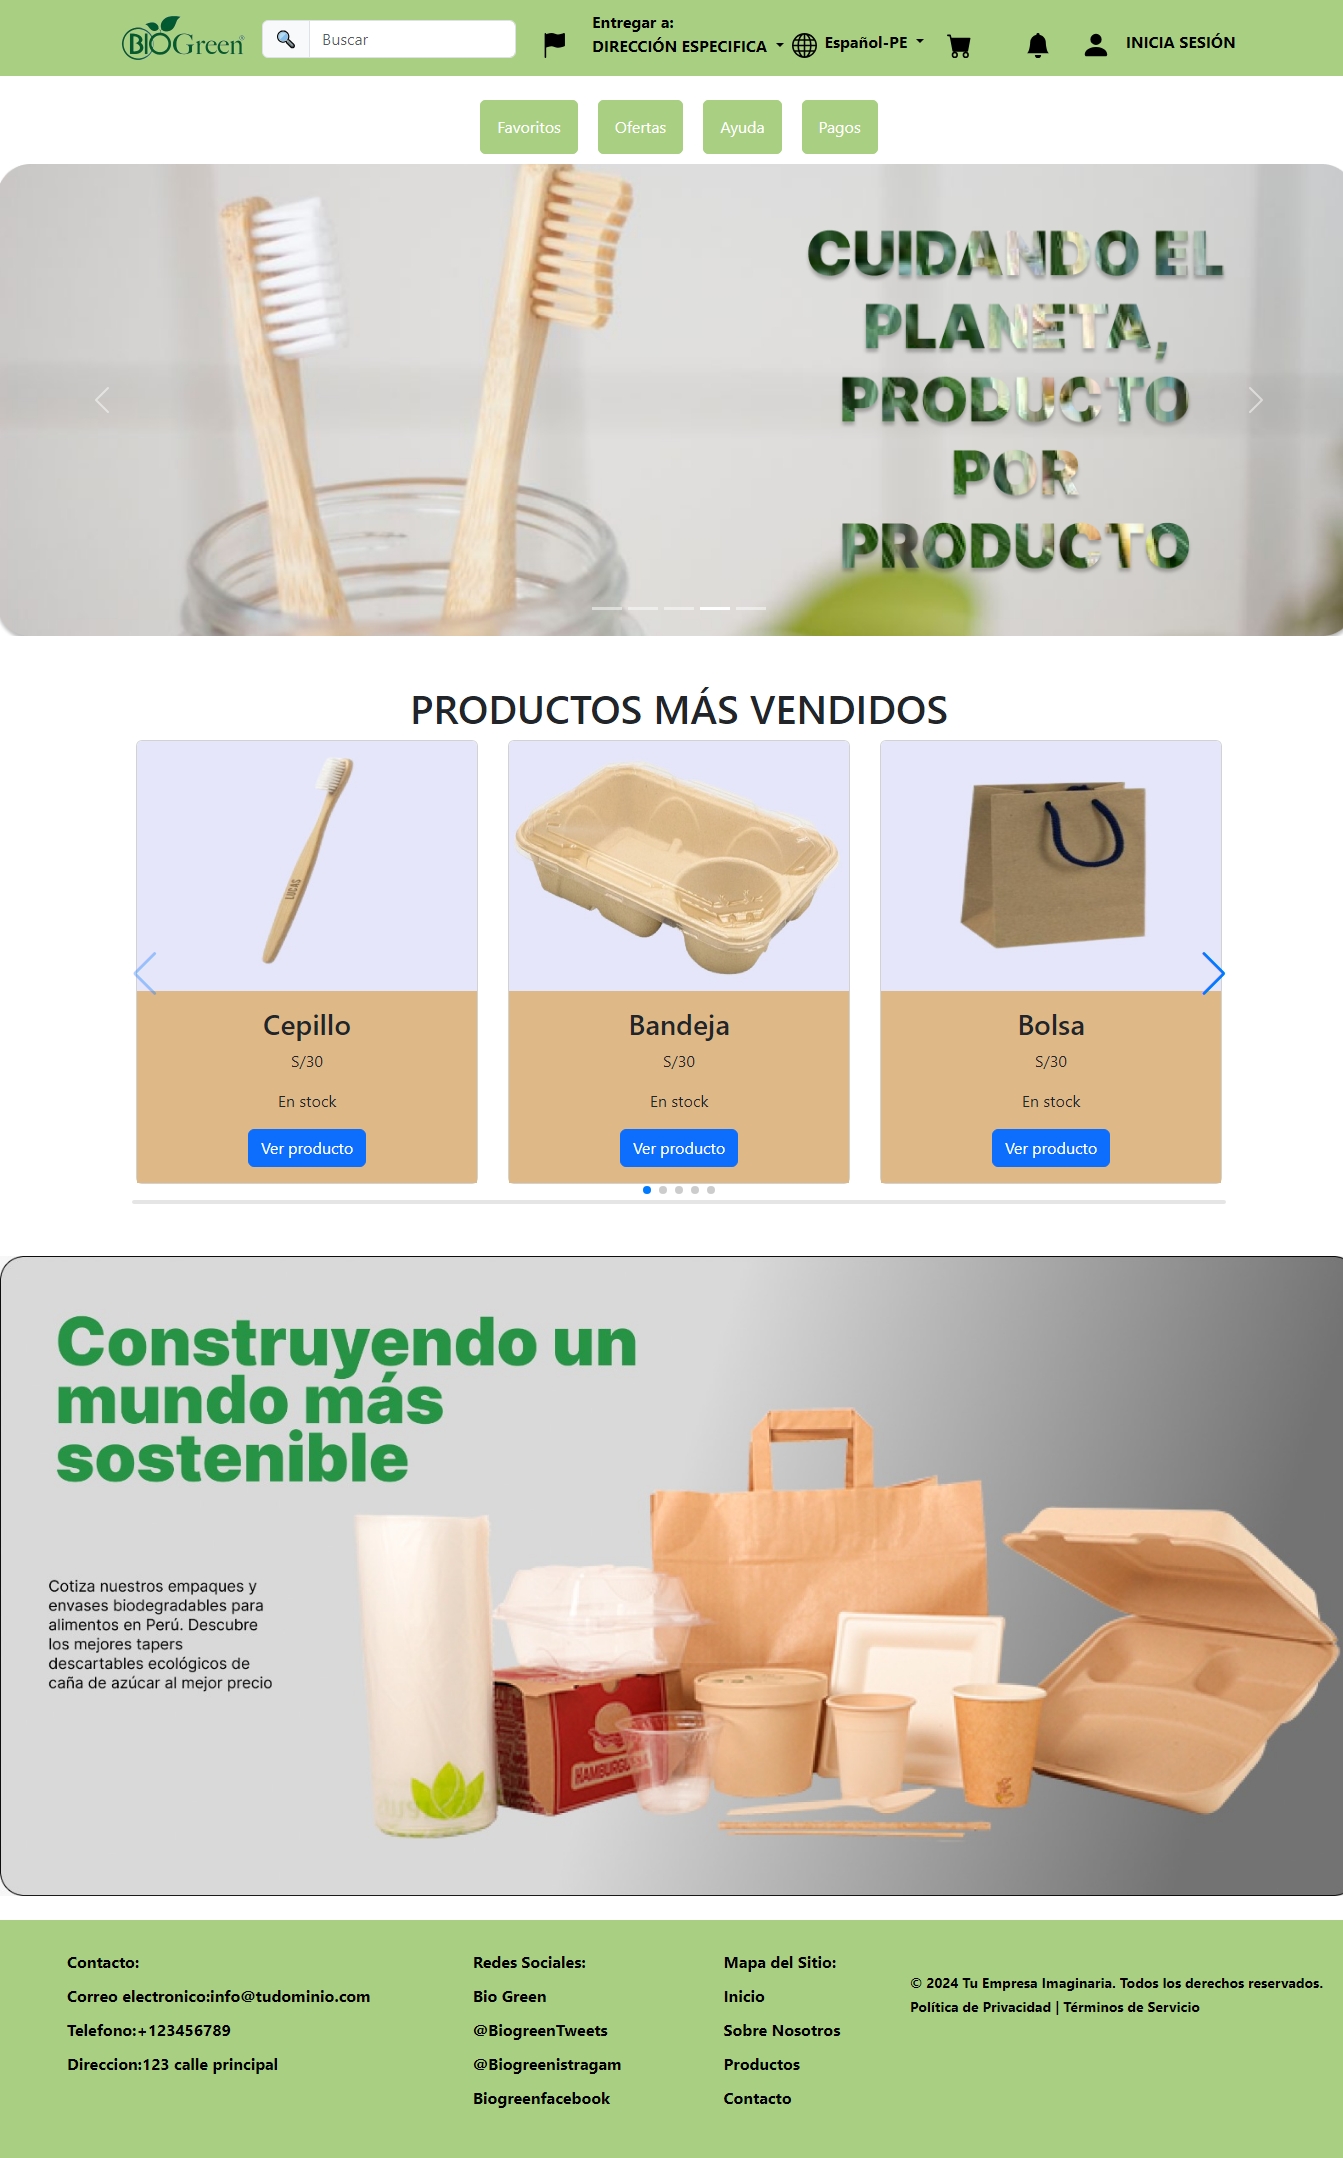 BIOGreen®
Buscar
Entregar a:
DIRECCIÓN ESPECIFICA
Español-PE
INICIA SESIÓN
Favoritos
Ofertas
Ayuda
Pagos
CUIDANDO EL
PLANETA,
PRODUCTO
POR
PRODUCTO
PRODUCTOS MÁS VENDIDOS
LUCAS
Cepillo
S/30
En stock
Ver producto
Bandeja
S/30
En stock
Ver producto
Bolsa
S/30
En stock
Ver producto
Construyendo un
mundo más
sostenible
Cotiza nuestros empaques y
envases biodegradables para
alimentos en Perú. Descubre
los mejores tapers
descartables ecológicos de
caña de azúcar al mejor precio
Contacto:
Correo electronico:info@tudominio.com
Telefono:+123456789
Direccion:123 calle principal
Redes Sociales:
Bio Green
@BiogreenTweets
@Biogreenistragam
Biogreenfacebook
Mapa del Sitio:
Inicio
Sobre Nosotros
Productos
Contacto
© 2024 Tu Empresa Imaginaria. Todos los derechos reservados.
Política de Privacidad | Términos de Servicio